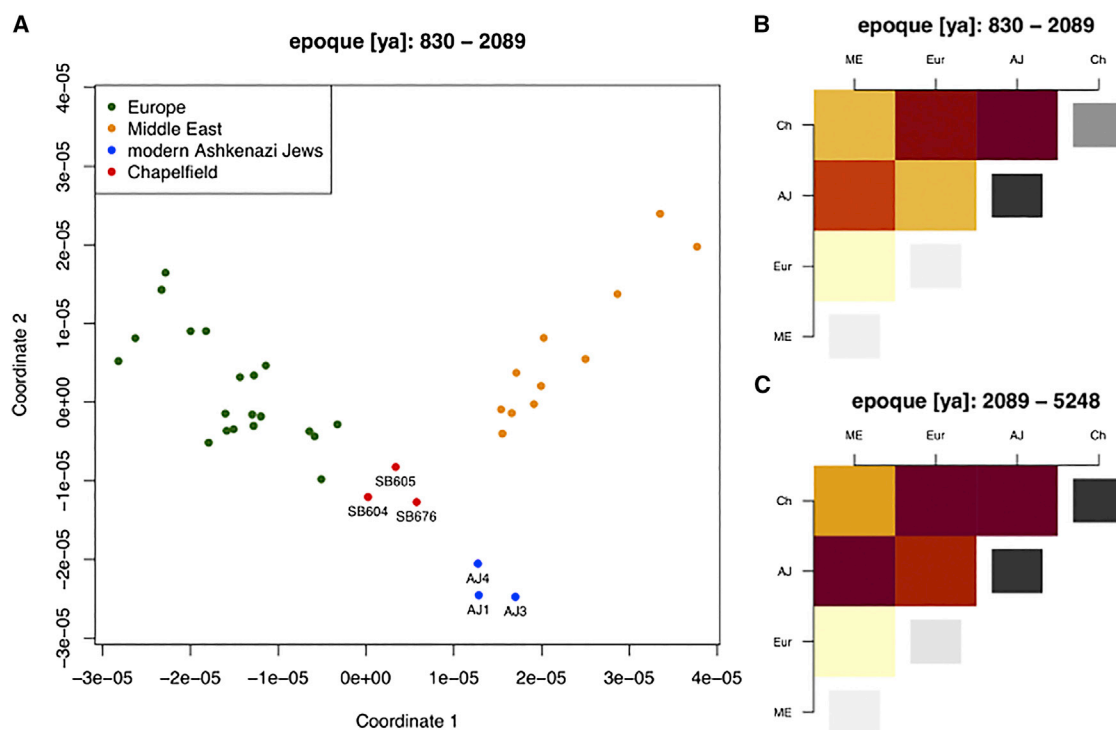 A
epoque [ya]: 830 – 2089
Europe
Middle East
modern Ashkenazi Jews
Chapelfield
4e−05
3e−05
2e−05
1e−05
0e+00
−1e−05
−2e−05
−3e−05
Coordinate 2
SB605
SB604
SB676
AJ4
AJ1
AJ3
−3e−05 −2e−05 −1e−05 0e+00 1e−05 2e−05 3e−05 4e−05
Coordinate 1
B
epoque [ya]: 830 – 2089
ME Eur AJ Ch
Ch
AJ
Eur
ME
C
epoque [ya]: 2089 – 5248
ME Eur AJ Ch
Ch
AJ
Eur
ME